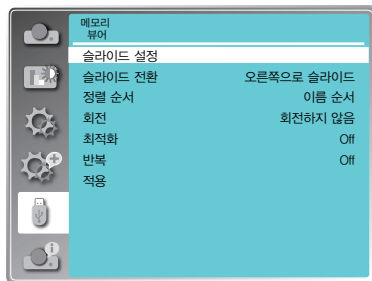 메모리
뷰어
슬라이드 설정
슬라이드 전환 오른쪽으로 슬라이드
정렬 순서 이름 순서
회전 회전하지 않음
최적화 Off
반복 Off
적용